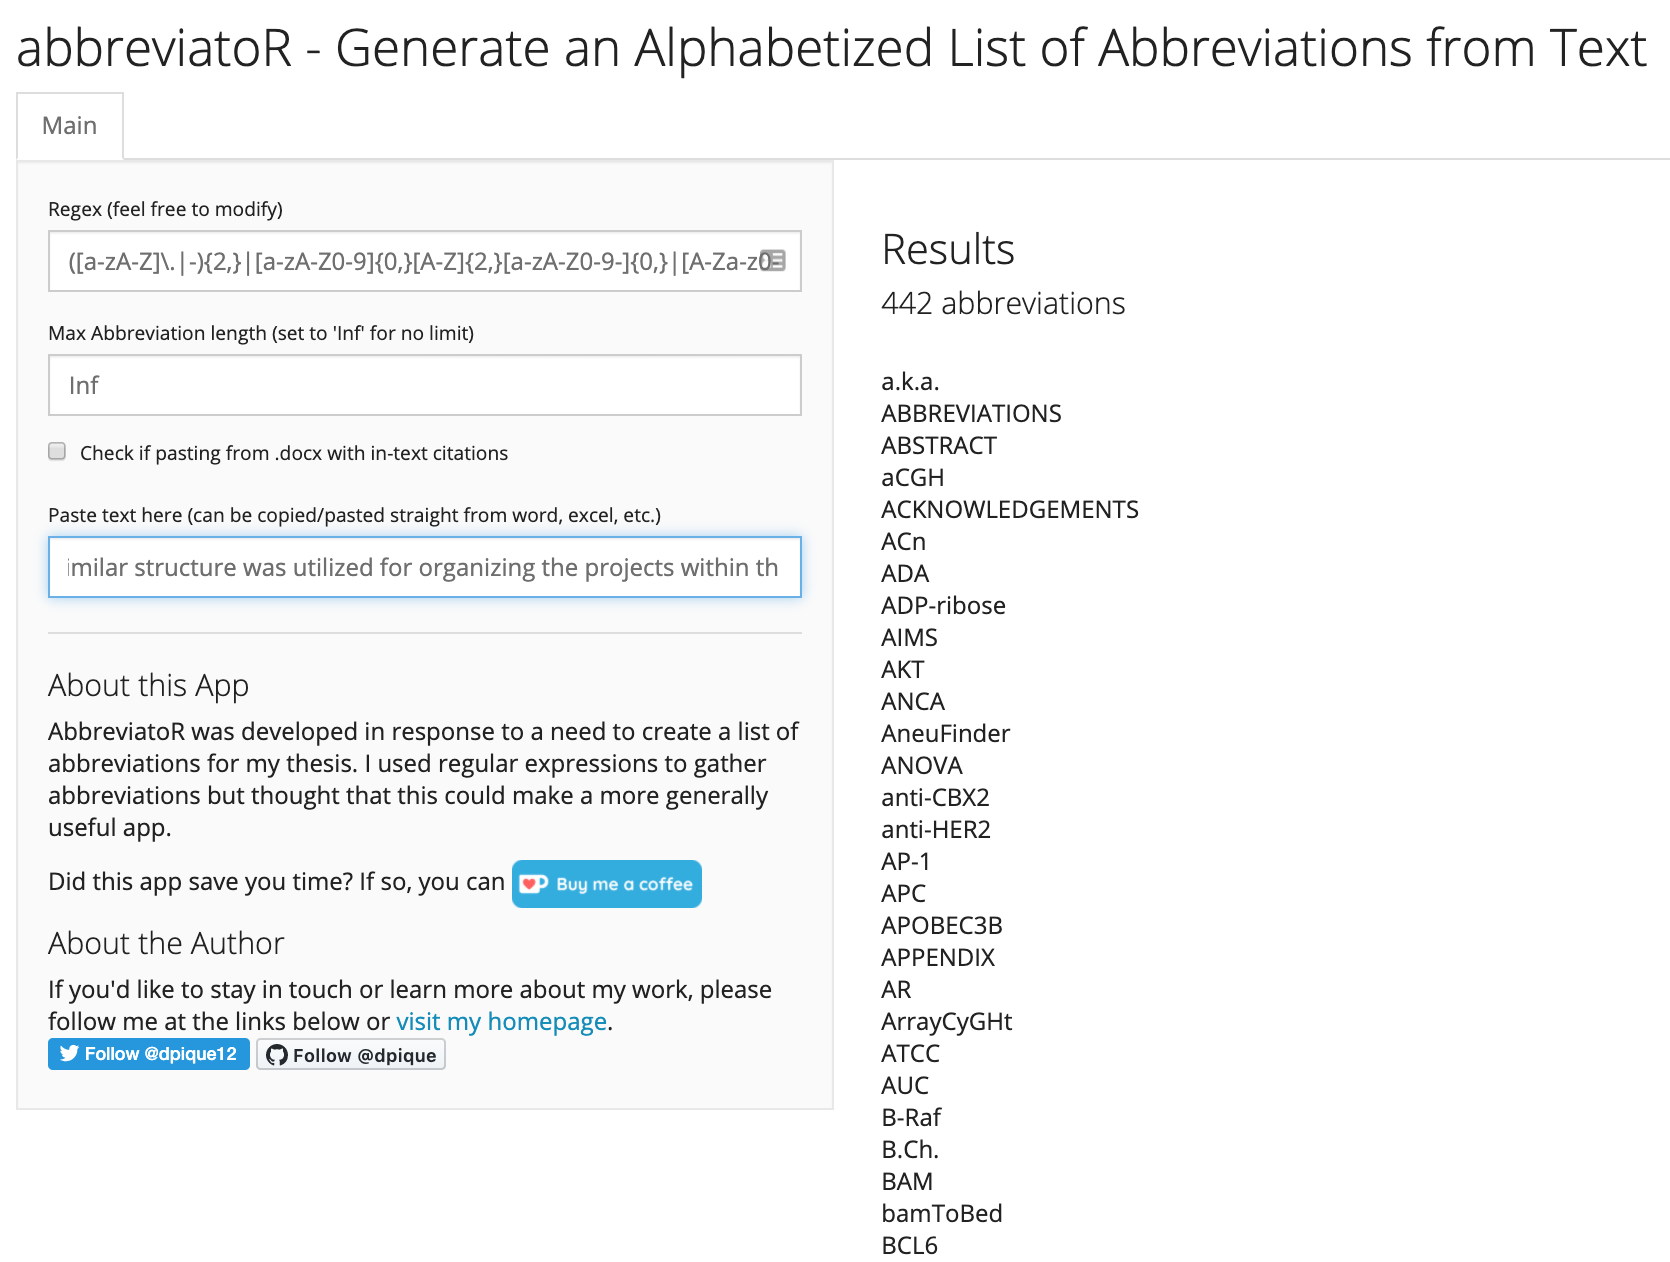 abbreviatoR - Generate an Alphabetized List of Abbreviations from Text
Main
Regex (feel free to modify)
([a-zA-Z]\.|-){2,}|[a-zA-Z0-9]{0,}[A-Z]{2,}[a-zA-Z0-9-]{0,}|[A-Za-z0-
Max Abbreviation length (set to 'Inf' for no limit)
Inf
Check if pasting from .docx with in-text citations
Paste text here (can be copied/pasted straight from word, excel, etc.)
imilar structure was utilized for organizing the projects within th
About this App
AbbreviatoR was developed in response to a need to create a list of
abbreviations for my thesis. I used regular expressions to gather
abbreviations but thought that this could make a more generally
useful app.
Did this app save you time? If so, you can Buy me a coffee
About the Author
If you'd like to stay in touch or learn more about my work, please
follow me at the links below or visit my homepage.
Follow @dpique12 Follow @dpique
Results
442 abbreviations
a.k.a.
ABBREVIATIONS
ABSTRACT
aCGH
ACKNOWLEDGEMENTS
ACn
ADA
ADP-ribose
AIMS
AKT
ANCA
AneuFinder
ANOVA
anti-CBX2
anti-HER2
AP-1
APC
APOBEC3B
APPENDIX
AR
ArrayCyGHt
ATCC
AUC
B-Raf
B.Ch.
BAM
bamToBed
BCL6